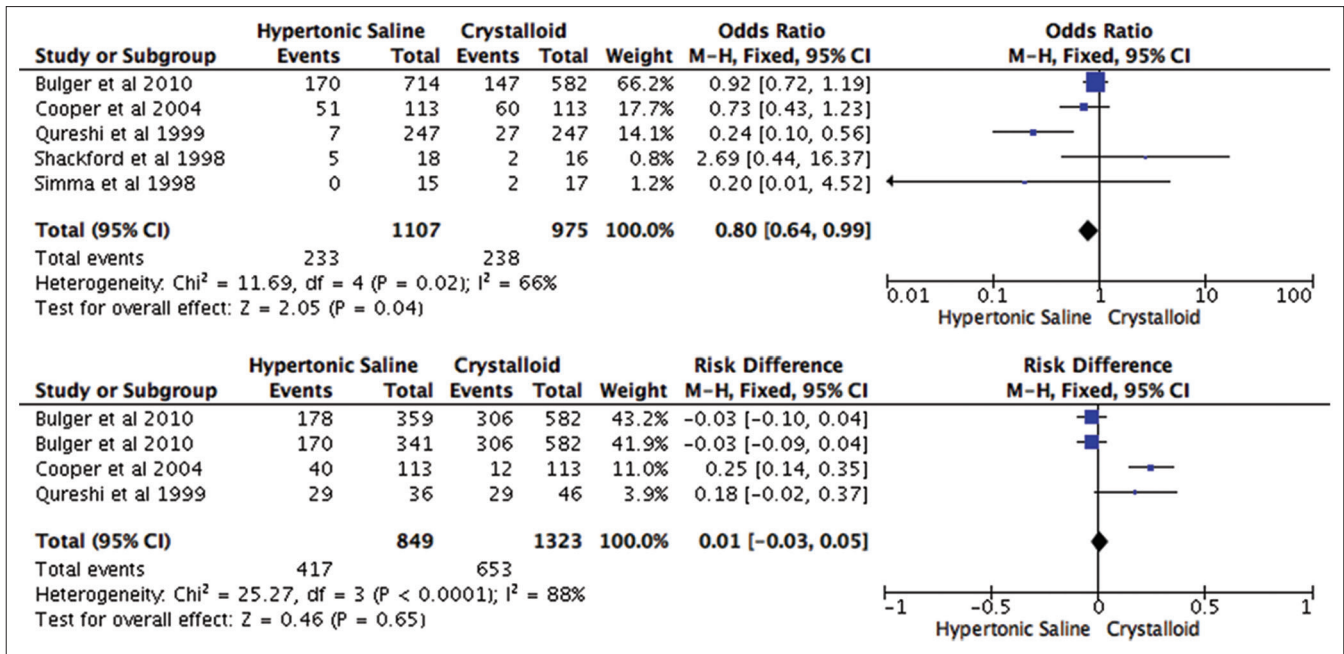 Hypertonic Saline Crystalloid Odds Ratio Odds Ratio
Study or Subgroup Events Total Events Total Weight M-H, Fixed, 95% CI M-H, Fixed, 95% CI
Bulger et al 2010 170 714 147 582 66.2% 0.92 [0.72, 1.19]
Cooper et al 2004 51 113 60 113 17.7% 0.73 [0.43, 1.23]
Qureshi et al 1999 7 247 27 247 14.1% 0.24 [0.10, 0.56]
Shackford et al 1998 5 18 2 16 0.8% 2.69 [0.44, 16.37]
Simma et al 1998 0 15 2 17 1.2% 0.20 [0.01, 4.52]
Total (95% CI) 1107 975 100.0% 0.80 [0.64, 0.99]
Total events 233 238
Heterogeneity: Chi² = 11.69, df = 4 (P = 0.02); I² = 66%
Test for overall effect: Z = 2.05 (P = 0.04)
0.01 0.1 1 10 100
Hypertonic Saline Crystalloid
Hypertonic Saline Crystalloid Risk Difference Risk Difference
Study or Subgroup Events Total Events Total Weight M-H, Fixed, 95% CI M-H, Fixed, 95% CI
Bulger et al 2010 178 359 306 582 43.2% -0.03 [-0.10, 0.04]
Bulger et al 2010 170 341 306 582 41.9% -0.03 [-0.09, 0.04]
Cooper et al 2004 40 113 12 113 11.0% 0.25 [0.14, 0.35]
Qureshi et al 1999 29 36 29 46 3.9% 0.18 [-0.02, 0.37]
Total (95% CI) 849 1323 100.0% 0.01 [-0.03, 0.05]
Total events 417 653
Heterogeneity: Chi² = 25.27, df = 3 (P < 0.0001); I² = 88%
Test for overall effect: Z = 0.46 (P = 0.65)
-1 -0.5 0 0.5 1
Hypertonic Saline Crystalloid